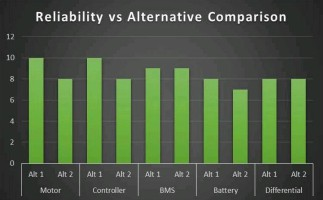 Reliability vs Alternative Comparison
12
10
8
6
4
2
0
Alt 1 Alt 2 Alt 1 Alt 2 Alt 1 Alt 2 Alt 1 Alt 2 Alt 1 Alt 2
Motor Controller BMS Battery Differential